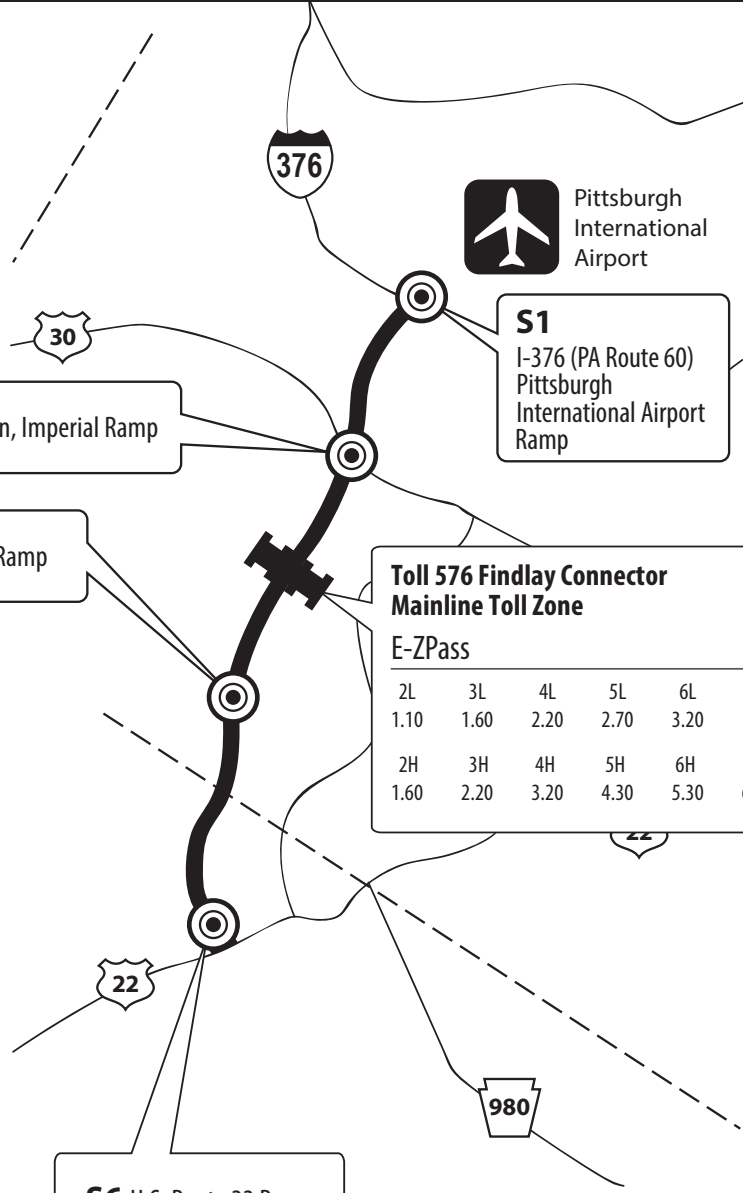 376
Pittsburgh
International
Airport
S1
I-376 (PA Route 60)
Pittsburgh
International Airport
Ramp
30
Imperial Ramp
Ramp
Toll 576 Findlay Connector
Mainline Toll Zone
E-ZPass
2L 3L 4L 5L 6L
1.10 1.60 2.20 2.70 3.20
2H 3H 4H 5H 6H
1.60 2.20 3.20 4.30 5.30
22
22
980
S6 U.S. Route 22